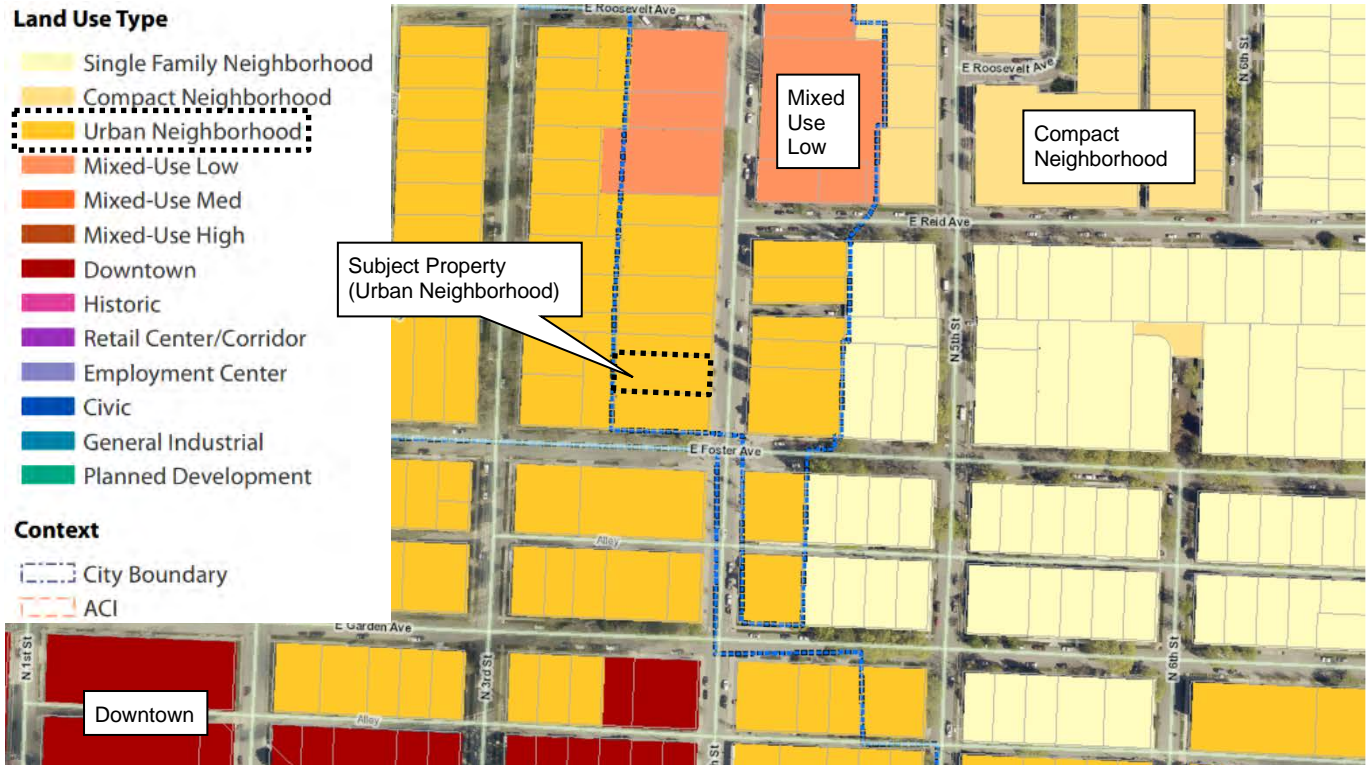 Land Use Type
Single Family Neighborhood
Compact Neighborhood
Urban Neighborhood
Mixed-Use Low
Mixed-Use Med
Mixed-Use High
Downtown
Historic
Retail Center/Corridor
Employment Center
Civic
General Industrial
Planned Development
Context
City Boundary
ACI
E Roosevelt Ave
E Roosevelt Ave
N 6th St
Mixed
Use
Low
Compact
Neighborhood
E Reid Ave
Subject Property
(Urban Neighborhood)
N 5th St
E Foster Ave
Alley
E Garden Ave
N 1st St
N 3rd St
N 6th St
Downtown
Alley
St